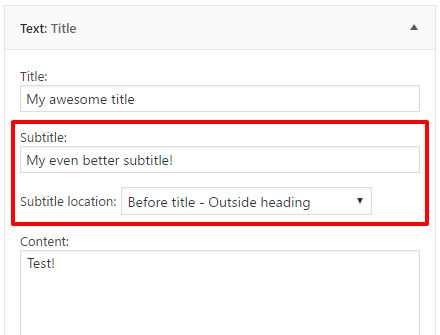 Text: Title
Title:
My awesome title
Subtitle:
My even better subtitle!
Subtitle location: Before title - Outside heading
Content:
Test!